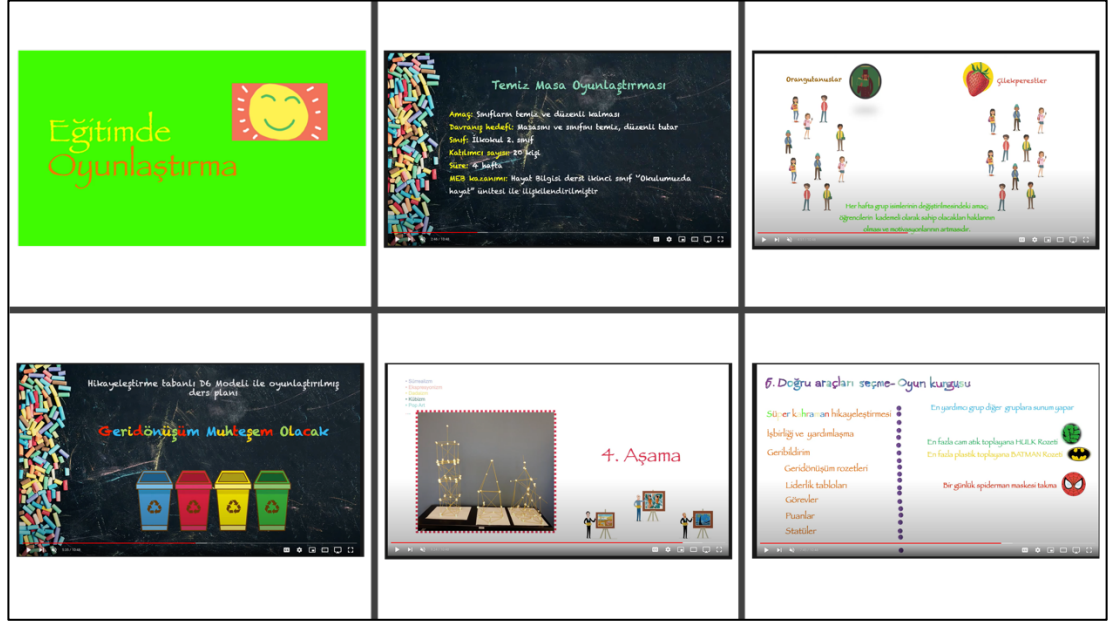 Eğitimde
Oyunlaştırma
Temiz Masa Oyunlaştırması
Amaç: Sınıfların temiz ve düzenli kalması
Davranış hedefi: Masasını ve sınıfını temiz, düzenli tutar
Sınıf: İlkokul 2. sınıf
Katılımcı sayısı: 20 kişi
Süre: 4 hafta
MEB kazanımı: Hayat Bilgisi dersi ikinci sınıf "Okulumuzda
hayat" ünitesi ile ilişkilendirilmiştir
Orangutanuslar
Çilekperestler
Her hafta grup isimlerinin değiştirilmesindeki amaç,
öğrencilerin kademeli olarak sahip olacakları haklarının
olması ve motivasyonlarının artmasıdır.
Hikayeleştirme tabanlı D6 Modeli ile oyunlaştırılmış
ders planı
Geridönüşüm Muhteşem Olacak
4. Aşama
6. Doğru araçları seçme- Oyun kurgusu
Süper kahraman hikayeleştirmesi
İşbirliği ve yardımlaşma
Geribildirim
Geridönüşüm rozetleri
Liderlik tabloları
Görevler
Puanlar
Statüler
En yardımcı grup diğer gruplara sunum yapar
En fazla cam atık toplayana HULK Rozeti
En fazla plastik toplayana BATMAN Rozeti
Bir günlük spiderman maskesi takma